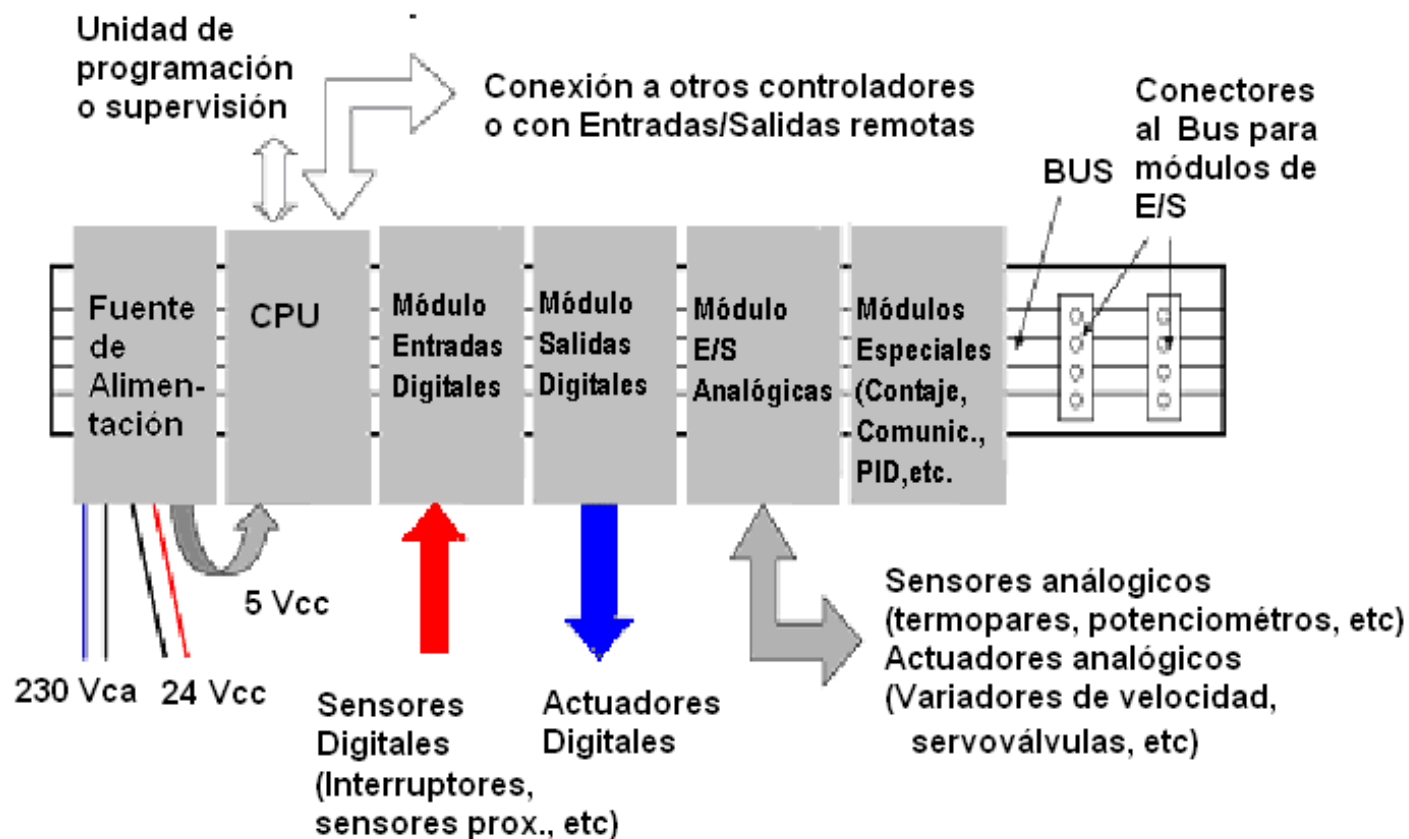 Unidad de
programación
o supervisión
Conexión a otros controladores
o con Entradas/Salidas remotas
Conectores
al Bus para
módulos de
E/S
BUS
Fuente
de
Alimen-
tación
CPU
Módulo
Entradas
Digitales
Módulo
Salidas
Digitales
Módulo
E/S
Analógicas
Módulos
Especiales
(Contaje,
Comunic.,
PID,etc.
5 Vcc
230 Vca
24 Vcc
Sensores
Digitales
(Interruptores,
sensores prox., etc)
Actuadores
Digitales
Sensores análogicos
(termopares, potenciométros, etc)
Actuadores analógicos
(Variadores de velocidad,
servoválvulas, etc)